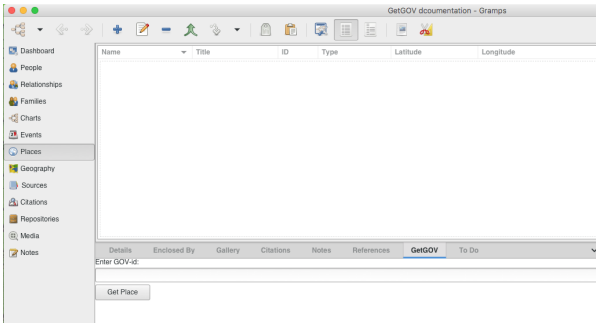 GetGOV dcoumentation - Gramps
Dashboard
People
Relationships
Families
Charts
Events
Places
Geography
Sources
Citations
Repositories
Media
Notes
Name Title ID Type Latitude Longitude
Details Enclosed By Gallery Citations Notes References GetGOV To Do
Enter GOV-id:
Get Place